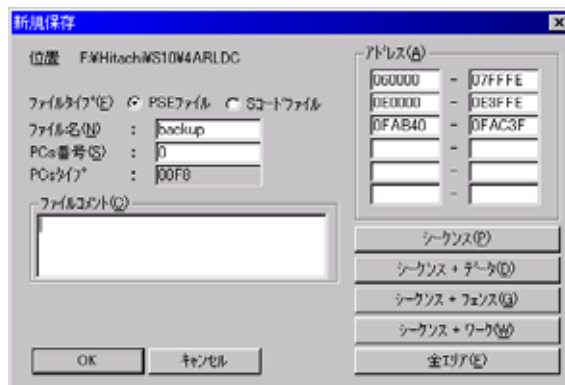 新規保存
位置 F:¥Hitachi¥S10¥4ARLDC
ファイルタイプ(E) PSEファイル Sコードファイル
ファイル名(N) : backup
PCs番号(S) : 0
PCsタイプ : 00F8
ファイルコメント(C)
OK キャンセル
アドレス(A)
060000 - 07FFFE
0E0000 - 0E3FFE
0FAB40 - 0FAC3F
-
-
-
シーケンス(P)
シーケンス + データ(D)
シーケンス + フェンス(G)
シーケンス + ワーク(W)
全エリア(E)